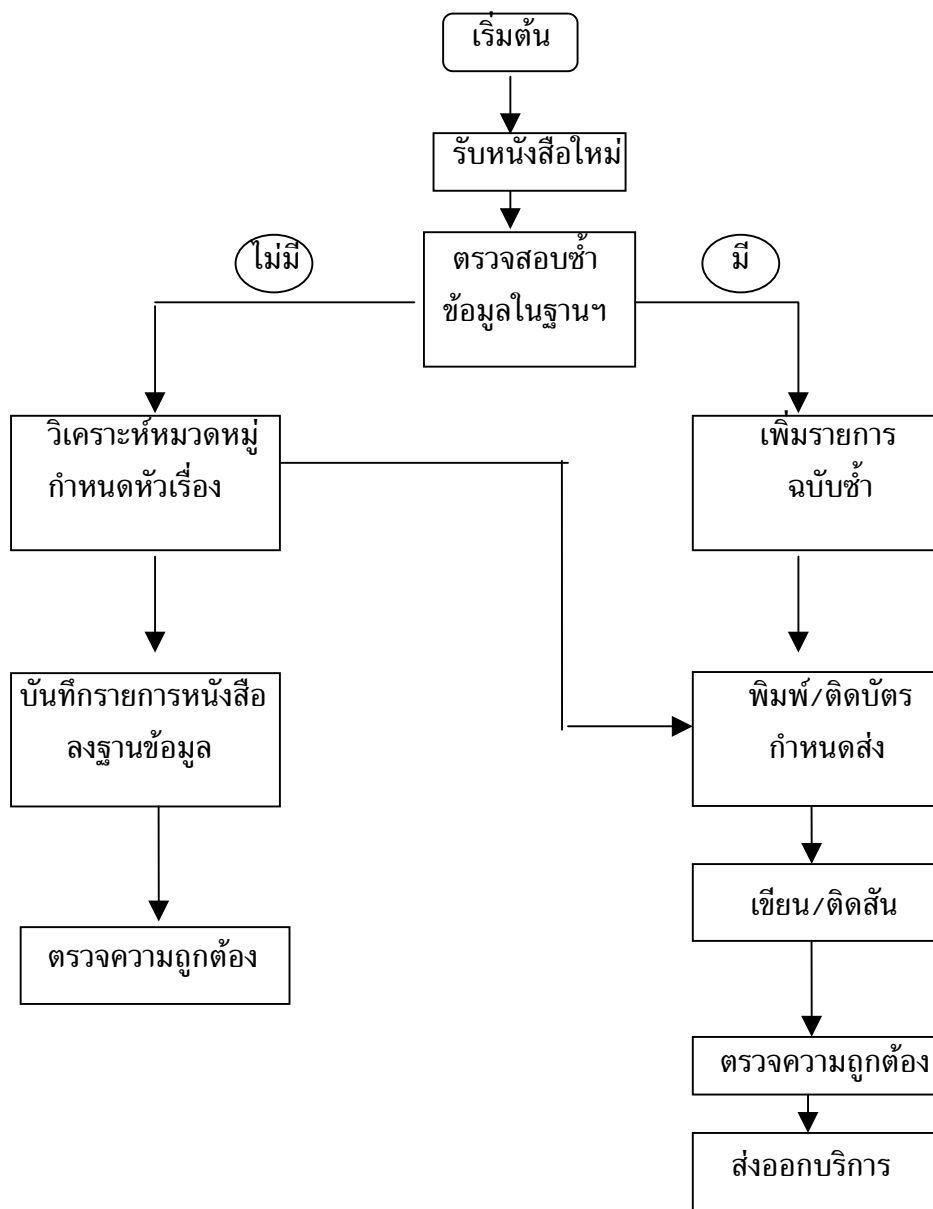 เริ่มต้น
รับหนังสือใหม่
ไม่มี
ตรวจสอบซ้ำ
ข้อมูลในฐานฯ
มี
วิเคราะห์หมวดหมู่
กำหนดหัวเรื่อง
เพิ่มรายการ
ฉบับซ้ำ
บันทึกรายการหนังสือ
ลงฐานข้อมูล
พิมพ์/ติดบัตร
กำหนดส่ง
เขียน/ติดสัน
ตรวจความถูกต้อง
ตรวจความถูกต้อง
ส่งออกบริการ